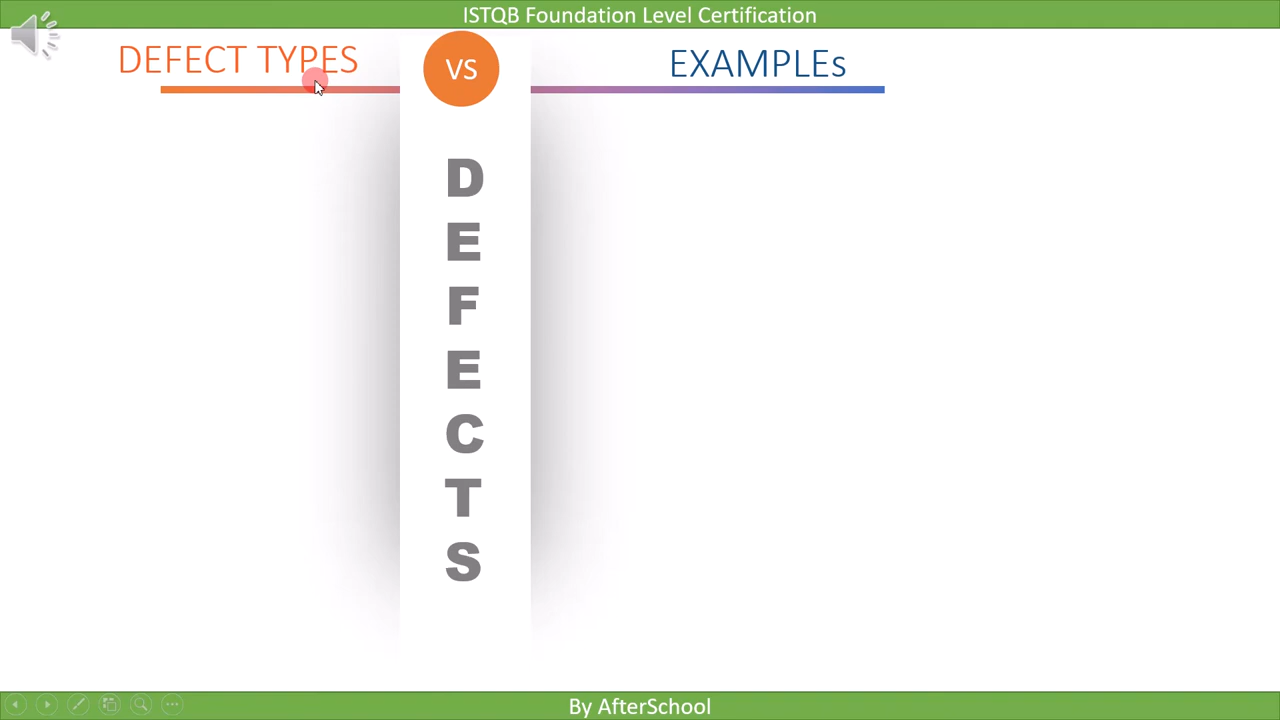 ISTQB Foundation Level Certification
DEFECT TYPES
VS
EXAMPLEs
D
E
F
E
C
T
S
By AfterSchool